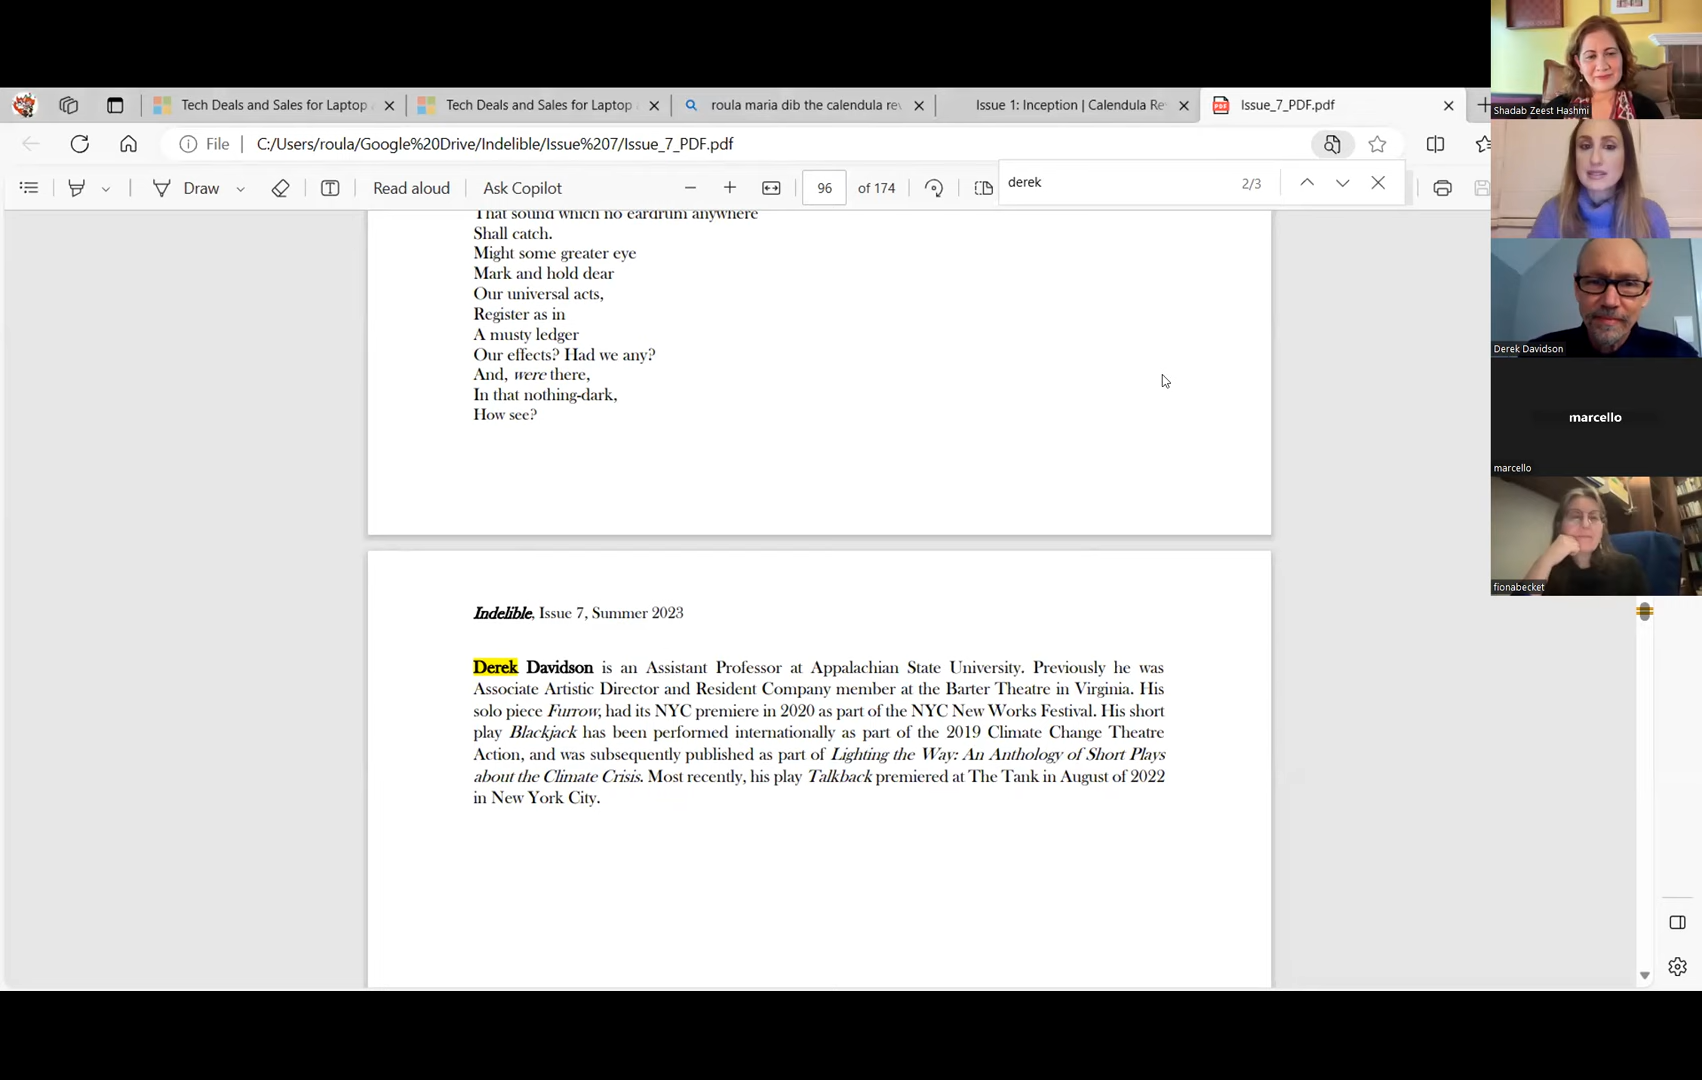 Tech Deals and Sales for Laptop
Tech Deals and Sales for Laptop
roula maria dib the calendula rev
Issue 1: Inception | Calendula Re
Issue_7_PDF.pdf
File
C:/Users/roula/Google%20Drive/Indelible/Issue%207/Issue_7_PDF.pdf
Draw
Read aloud
Ask Copilot
96 of 174
derek
2/3
That sound which no eardrum anywhere
Shall catch.
Might some greater eye
Mark and hold dear
Our universal acts,
Register as in
A musty ledger
Our effects? Had we any?
And, were there,
In that nothing-dark,
How see?
Indelible, Issue 7, Summer 2023
Derek Davidson is an Assistant Professor at Appalachian State University. Previously he was
Associate Artistic Director and Resident Company member at the Barter Theatre in Virginia. His
solo piece Furrow, had its NYC premiere in 2020 as part of the NYC New Works Festival. His short
play Blackjack has been performed internationally as part of the 2019 Climate Change Theatre
Action, and was subsequently published as part of Lighting the Way: An Anthology of Short Plays
about the Climate Crisis. Most recently, his play Talkback premiered at The Tank in August of 2022
in New York City.
Shadab Zeest Hashmi
Derek Davidson
marcello
marcello
fionabecket